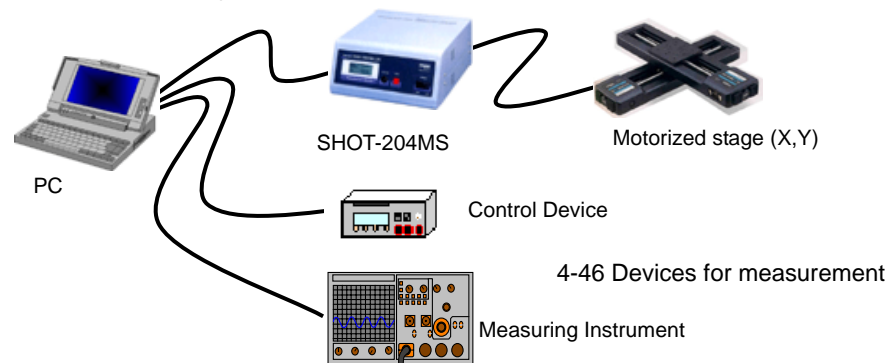 SHOT-204MS
Motorized stage (X,Y)
PC
Control Device
4-46 Devices for measurement
Measuring Instrument